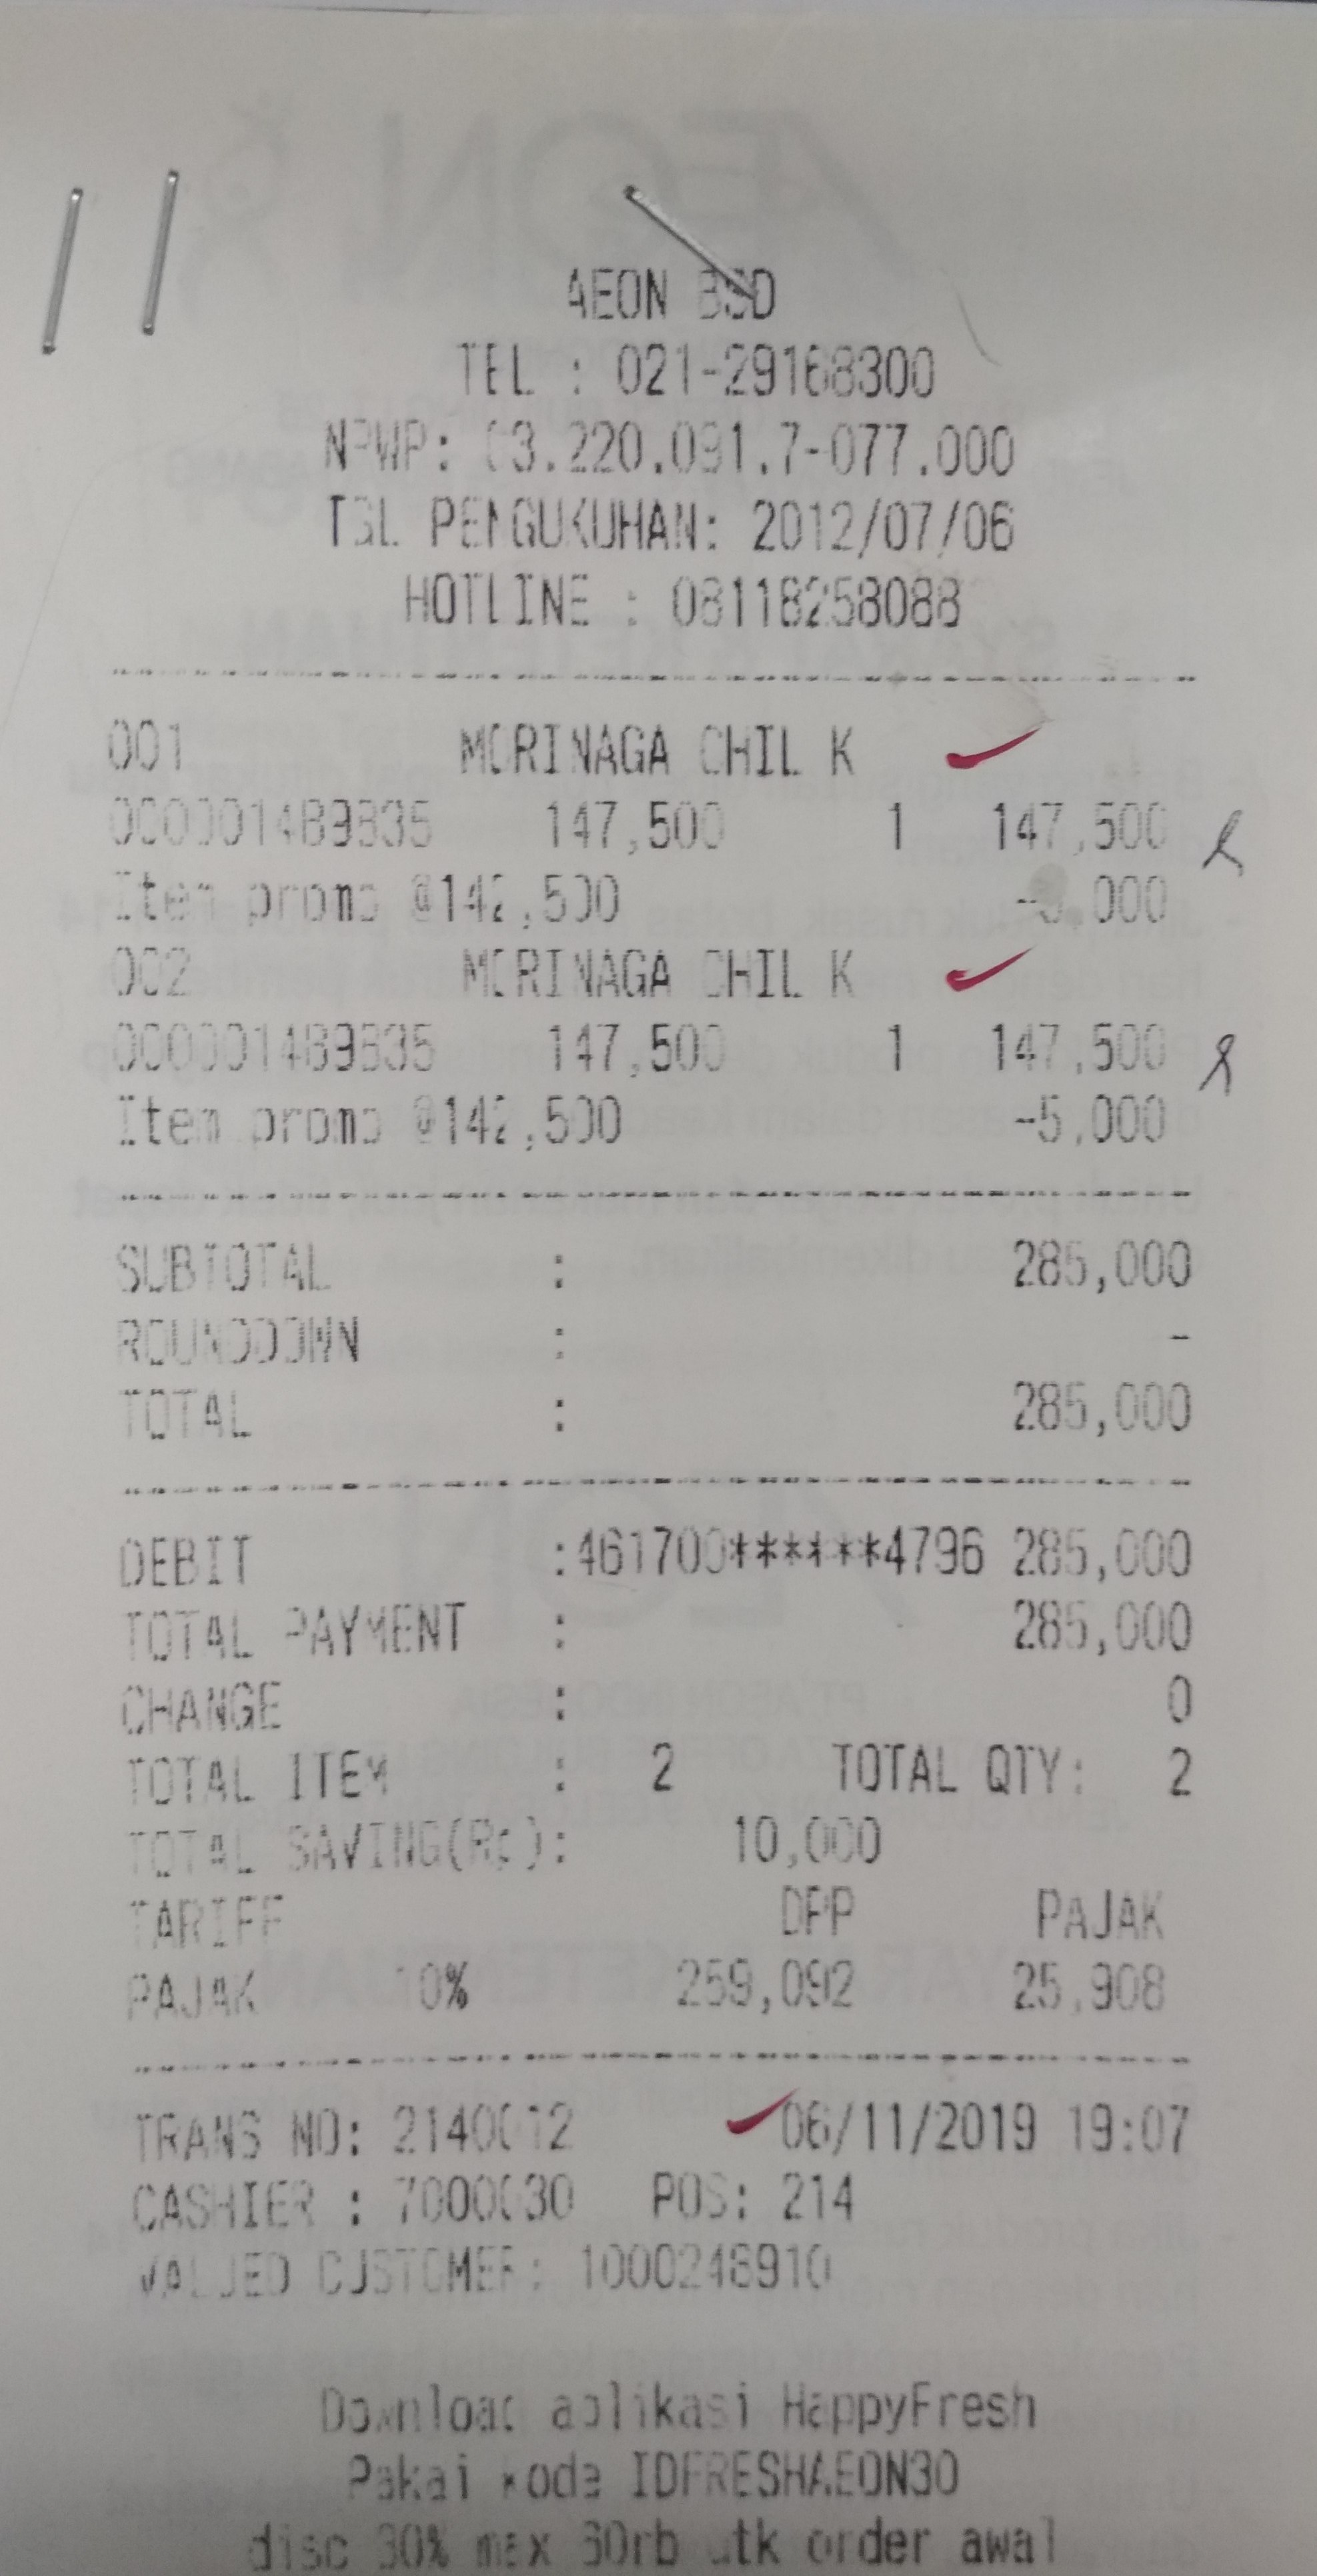 AEON BSD
TEL : 021-29168300
NPWP: 03.220.091.7-077.000
TGL PENGUKUHAN: 2012/07/06
HOTLINE : 08118258088
001 MORINAGA CHIL K
147,500 1 147,500
Item promo @142,500 -5,000
002 MORINAGA CHIL K
147,500 1 147,500
Item promo @142,500 -5,000
SUBTOTAL : 285,000
ROUNDDOWN : -
TOTAL : 285,000
DEBIT :461700******4796 285,000
TOTAL PAYMENT : 285,000
CHANGE : 0
TOTAL ITEM : 2 TOTAL QTY: 2
TOTAL SAVING(Rp): 10,000
TARIFF DPP PAJAK
PAJAK 10% 259,092 25,908
TRANS NO: 2140012 06/11/2019 19:07
CASHIER : 7000030 POS: 214
VALUED CUSTOMER:
Download aplikasi HappyFresh
Pakai kode IDFRESHAEON30
disc 30% max 30rb utk order awal